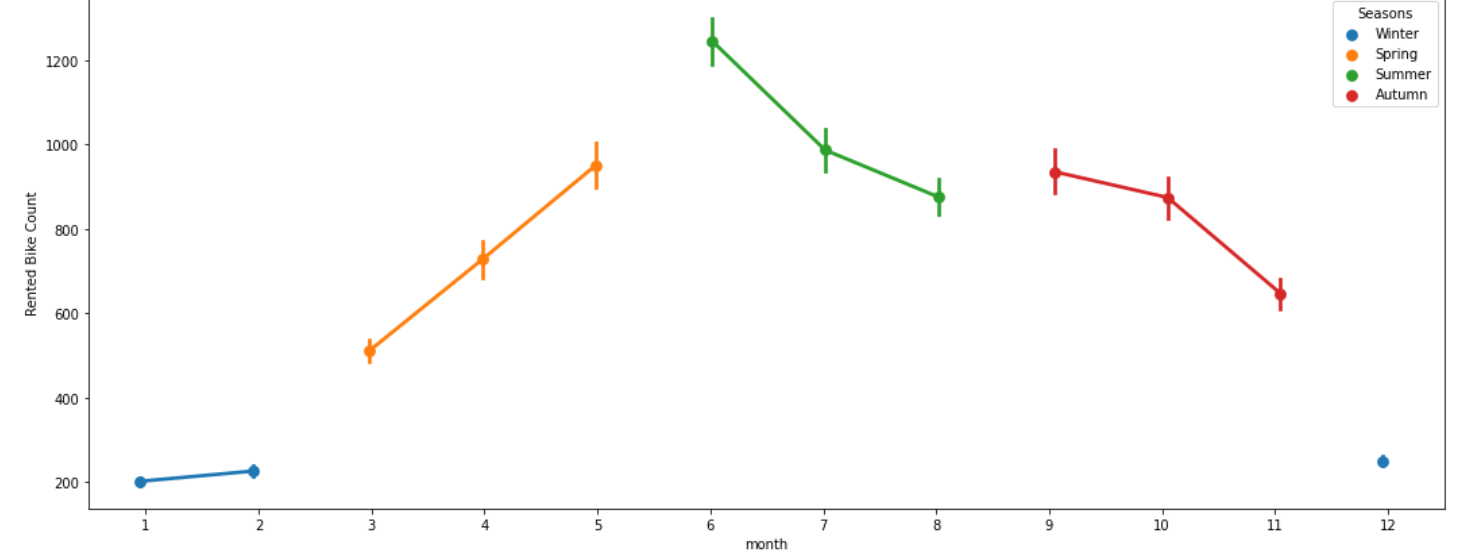 Seasons
Winter
Spring
Summer
Autumn
1200
1000
800
600
400
200
Rented Bike Count
1 2 3 4 5 6 7 8 9 10 11 12
month